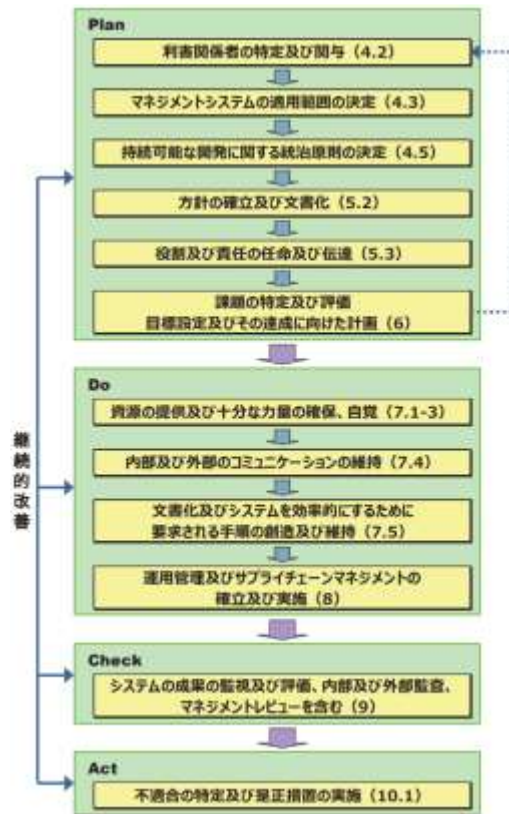 Plan
利害関係者の特定及び関与（4.2）
マネジメントシステムの適用範囲の決定（4.3）
持続可能な開発に関する統治原則の決定（4.5）
方針の確立及び文書化（5.2）
役割及び責任の任命及び伝達（5.3）
課題の特定及び評価
目標設定及びその達成に向けた計画（6）
Do
資源の提供及び十分な力量の確保、自覚（7.1-3）
内部及び外部のコミュニケーションの維持（7.4）
文書化及びシステムを効率的にするために
要求される手順の創造及び維持（7.5）
運用管理及びサプライチェーンマネジメントの
確立及び実施（8）
継続的改善
Check
システムの成果の監視及び評価、内部及び外部監査、
マネジメントレビューを含む（9）
Act
不適合の特定及び是正措置の実施（10.1）